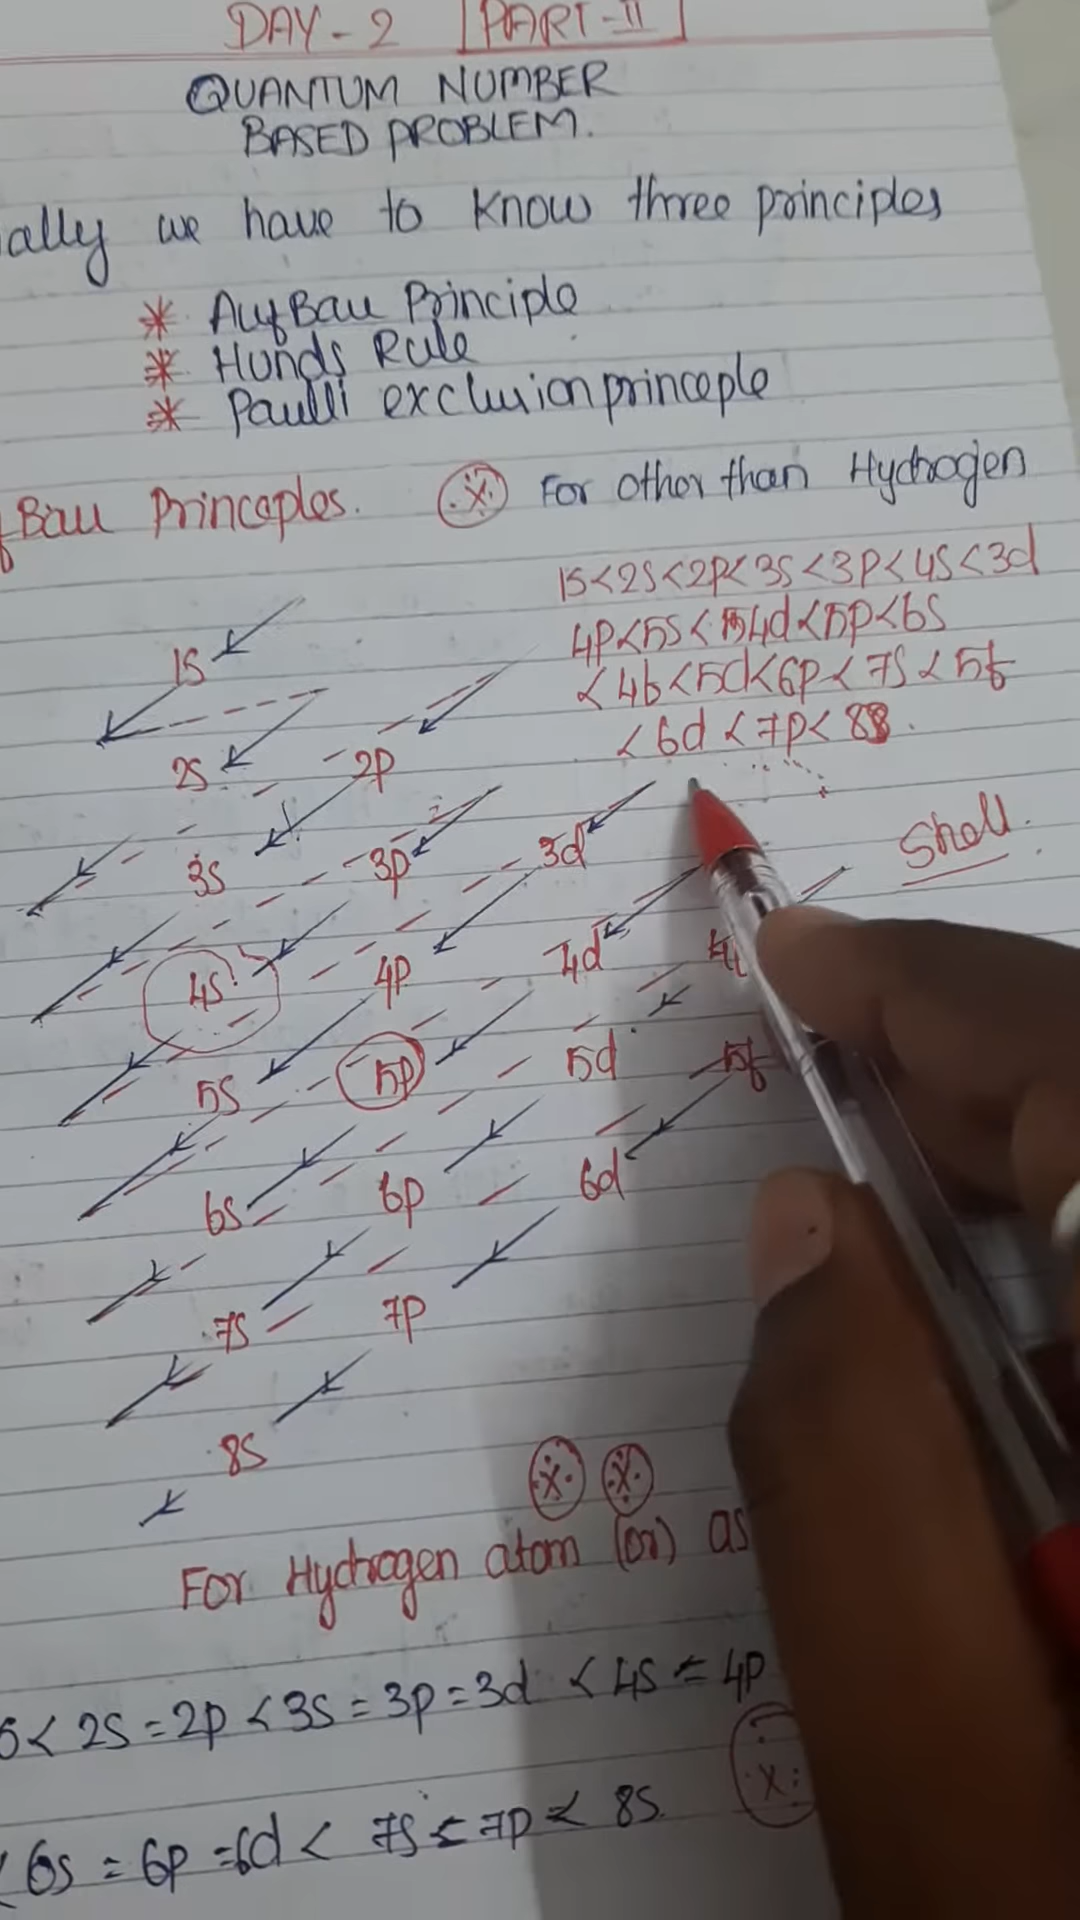 DAY - 2 PART-II
QUANTUM NUMBER
BASED PROBLEM.
ally we have to know three principles
* AufBau Principle
* Hunds Rule
* Paulli excluionprinceple
Bau Princeples. For other than Hydrogen
1S<2S<2P<3S<3P<4S<3d
4P<5S<4d<5P<6S
<4b<5d<6p<7S<5f
<6d<7p<8S.
1S
2S 2p
3S 3p 3d
Shell.
4S 4p 4d
5S 5p 5d 5f
6S 6p 6d
7S 7p
8S
For Hydrogen atom (or) as
< 2S = 2p < 3S = 3p = 3d < 4S = 4p
< 6s = 6p = 6d < 7S = 7p < 8S.